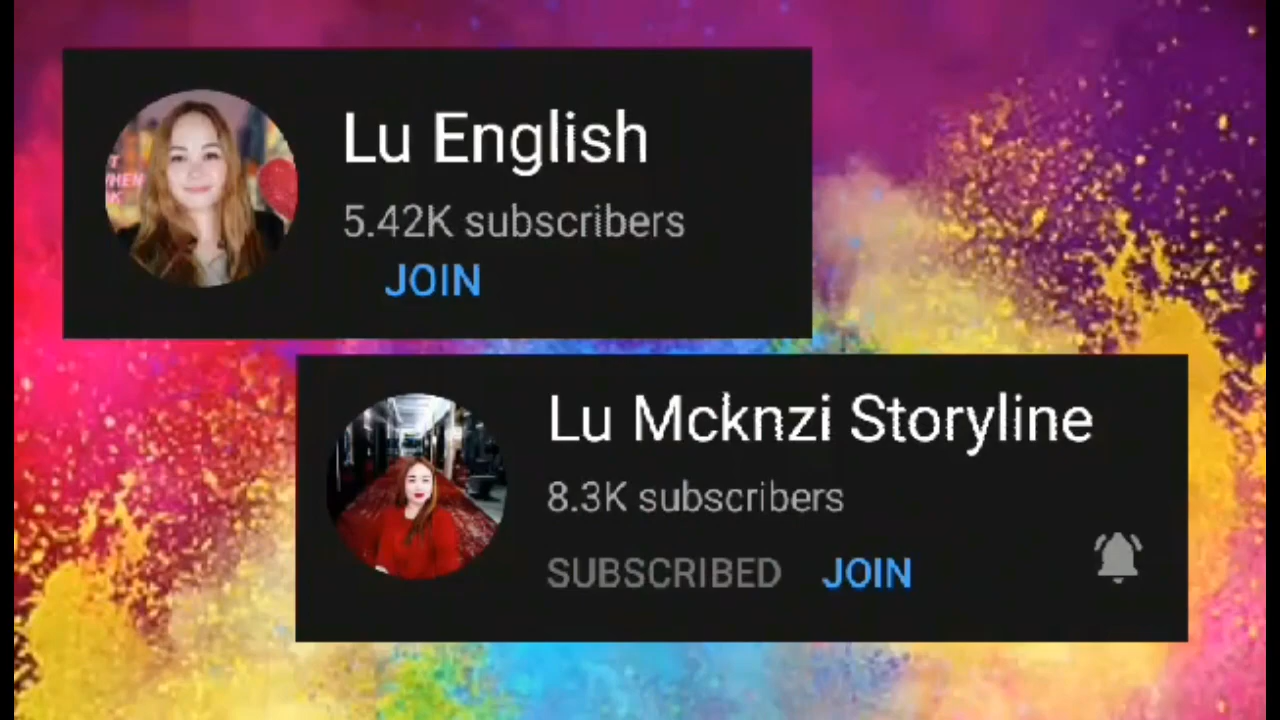 Lu English
5.42K subscribers
JOIN
Lu Mcknzi Storyline
8.3K subscribers
SUBSCRIBED JOIN